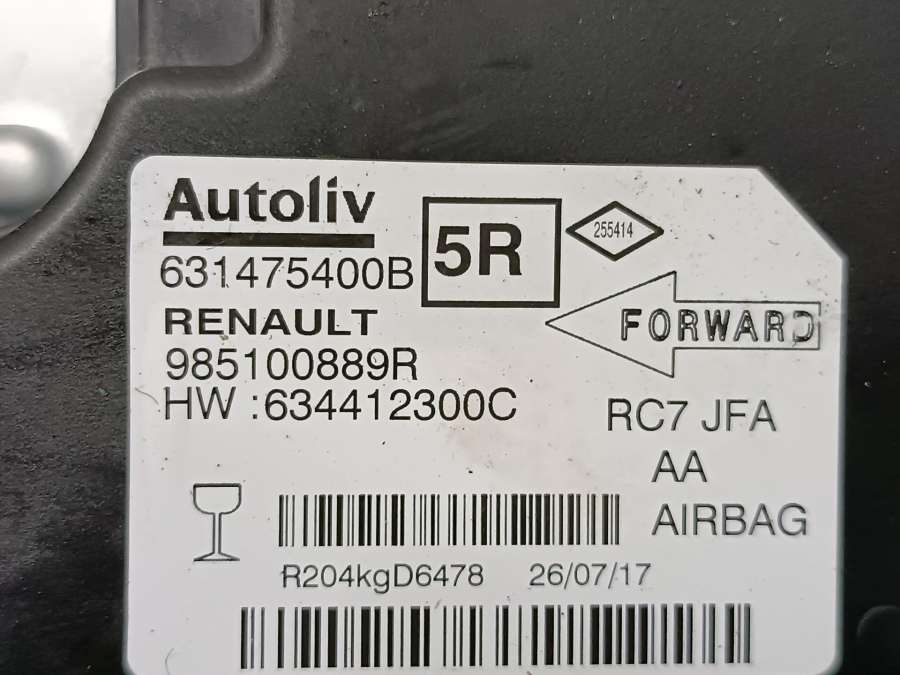 Autoliv
631475400B
5R
255414
RENAULT
FORWARD
985100889R
HW :634412300C
RC7 JFA
AA
AIRBAG
R204kgD6478 26/07/17